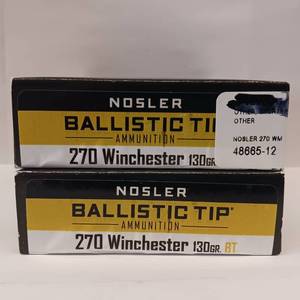 NOSLER
BALLISTIC TIP
AMMUNITION
270 Winchester 130GR.
OTHER
NOSLER 270 WM
48665-12
NOSLER
BALLISTIC TIP®
AMMUNITION
270 Winchester 130GR. BT